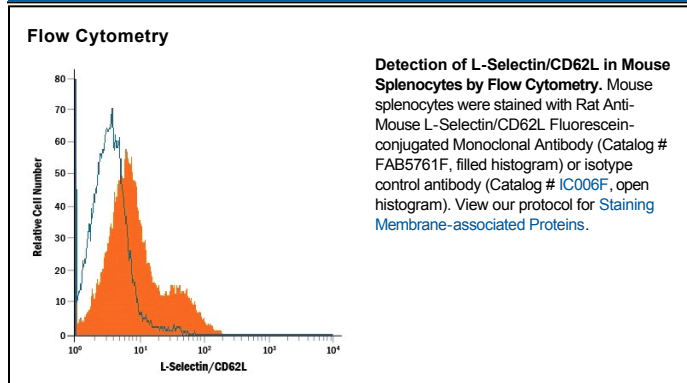 Flow Cytometry
80
70
60
50
40
30
20
10
0
Relative Cell Number
10⁰ 10¹ 10² 10³ 10⁴
L-Selectin/CD62L
Detection of L-Selectin/CD62L in Mouse
Splenocytes by Flow Cytometry. Mouse
splenocytes were stained with Rat Anti-
Mouse L-Selectin/CD62L Fluorescein-
conjugated Monoclonal Antibody (Catalog #
FAB5761F, filled histogram) or isotype
control antibody (Catalog # IC006F, open
histogram). View our protocol for Staining
Membrane-associated Proteins.